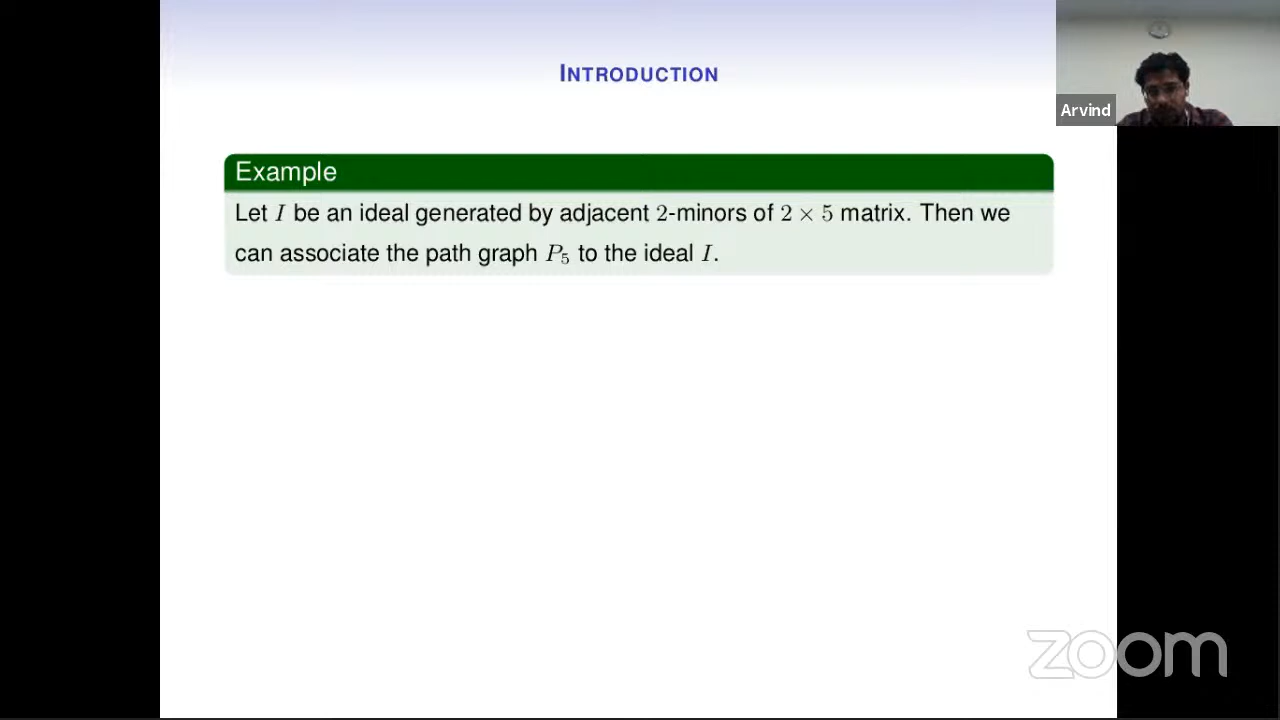 INTRODUCTION
Arvind
Example
Let I be an ideal generated by adjacent 2-minors of 2 × 5 matrix. Then we
can associate the path graph P₅ to the ideal I.
zoom